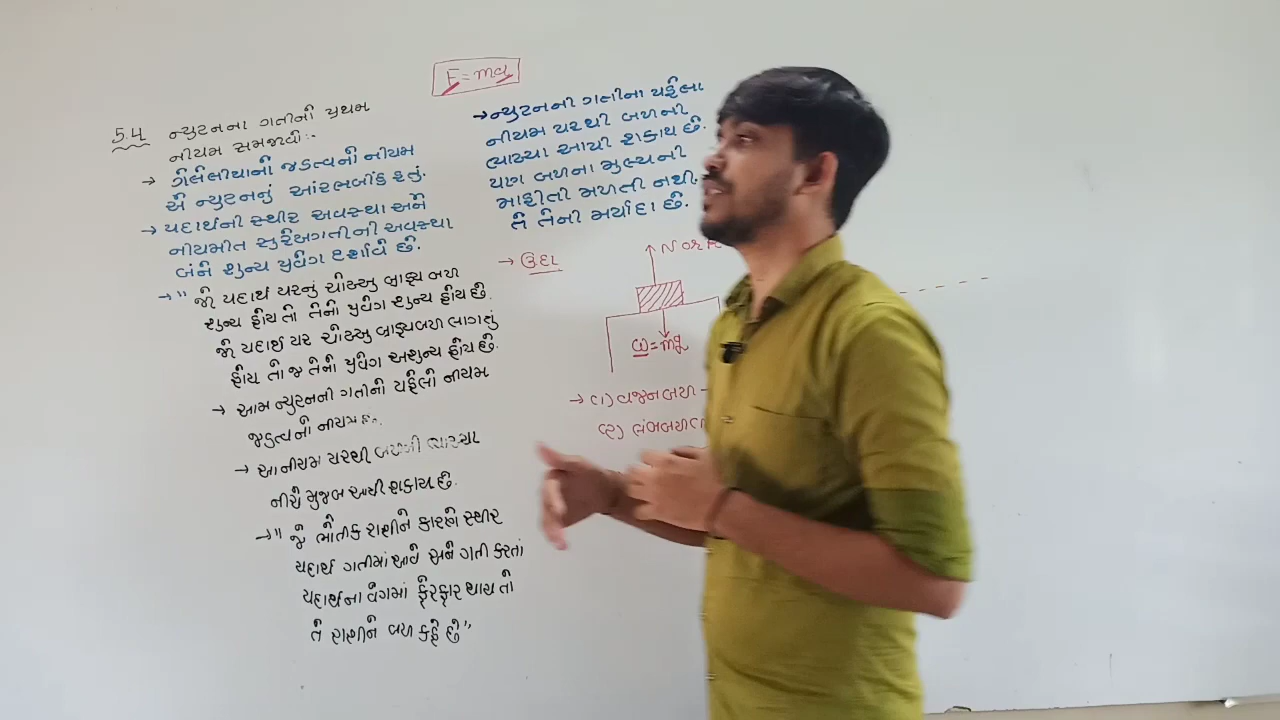 F = ma
5.4 ન્યુટનના ગતીનો પ્રથમ
નીયમ સમજાવો:-
→ ગેલેલીયોનો જડત્વનો નીયમ
એ ન્યુટનનું આંરભબીંદુ હતું.
→ પદાર્થની સ્થીર અવસ્થા અને
નીયમીત સુરેખગતીની અવસ્થા
બંને શુન્ય પ્રવેગ દર્શાવે છે.
→ " જો પદાર્થ પરનું ચોખ્ખુ બાહ્ય બળ
શુન્ય હોય તો તેનો પ્રવેગ શુન્ય હોય છે.
જો પદાર્થ પર ચોખ્ખુ બાહ્યબળ લાગતું
હોય તો જ તેનો પ્રવેગ અશુન્ય હોય છે.
→ આમ ન્યુટનની ગતીનો પહેલો નીયમ
જડત્વનો નીયમ છે.
→ આ નીયમ પરથી બળની વ્યાખ્યા
નીચે મુજબ આપી શકાય છે.
→ " જે ભૌતીક રાશીને કારણે સ્થીર
પદાર્થ ગતીમાં આવે અને ગતી કરતાં
પદાર્થના વેગમાં ફેરફાર થાય તો
તે રાશીને બળ કહે છે"
→ ન્યુટનની ગતીના પહેલા
નીયમ પરથી બળની
વ્યાખ્યા આપી શકાય છે.
પણ બળના મુલ્યની
માહીતી મળતી નથી.
તે તેની મર્યાદા છે.
→ ઉદા
N or
W = mg
→ (૧) વજનબળ
(૨)